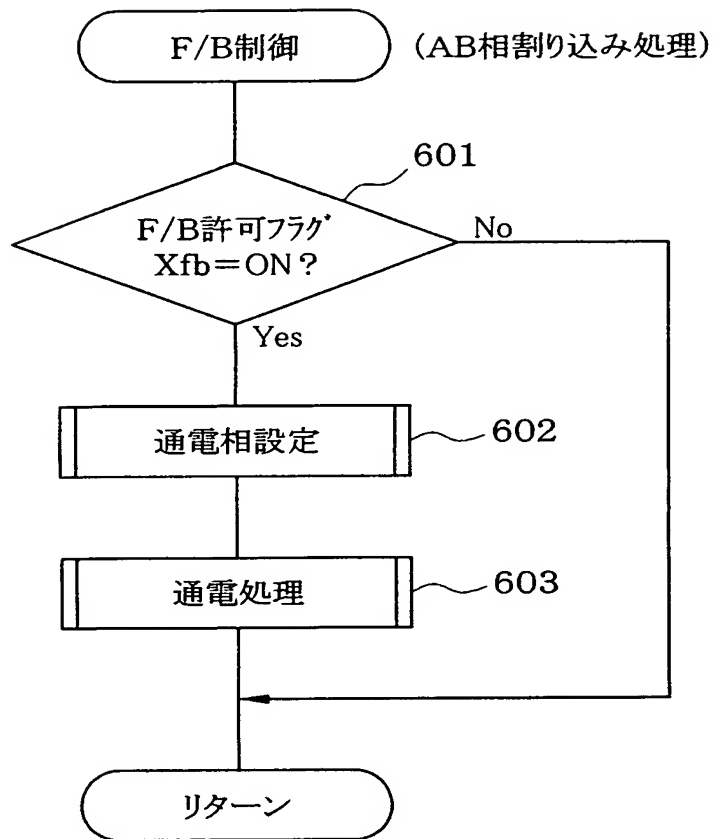 F/B制御
(AB相割り込み処理)
601
F/B許可フラグ
Xfb=ON?
No
Yes
通電相設定
602
通電処理
603
リターン